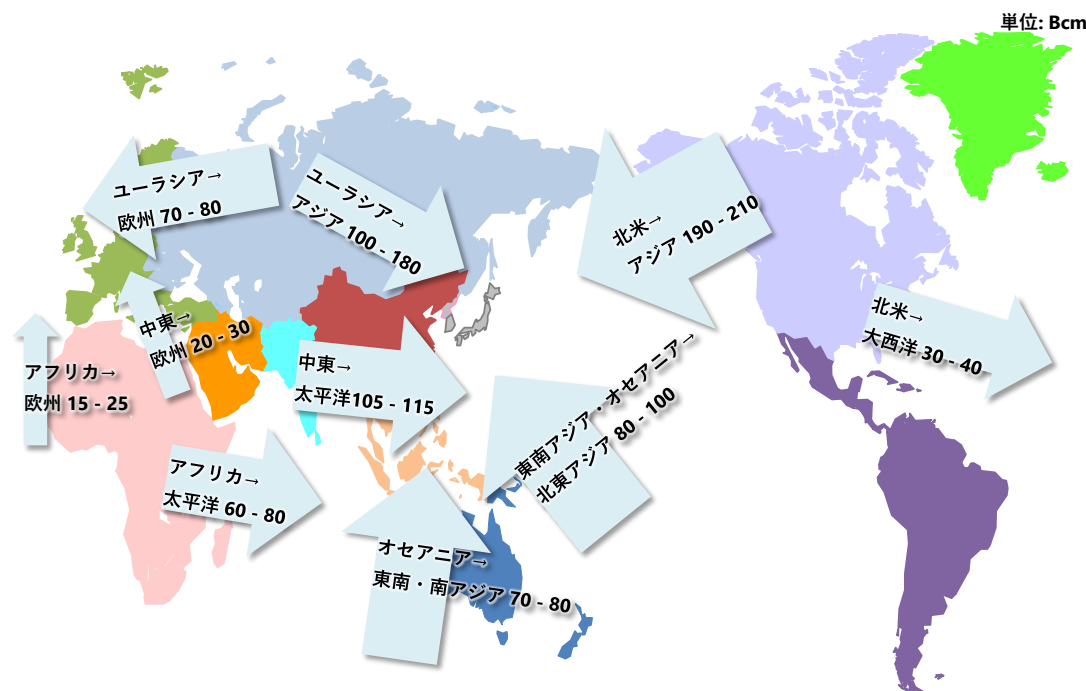 単位: Bcm
ユーラシア→
欧州 70 - 80
ユーラシア→
アジア 100 - 180
北米→
アジア 190 - 210
北米→
大西洋 30 - 40
中東→
欧州 20 - 30
アフリカ→
欧州 15 - 25
中東→
太平洋105 - 115
東南アジア・オセアニア→
北東アジア 80 - 100
アフリカ→
太平洋 60 - 80
オセアニア→
東南・南アジア 70 - 80